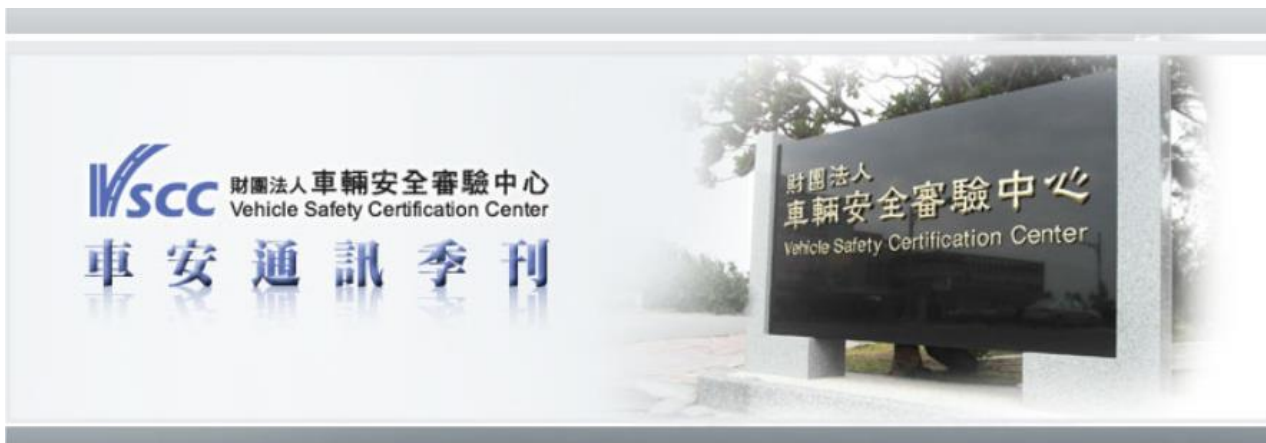 VSCC 財團法人車輛安全審驗中心
Vehicle Safety Certification Center
車安通訊季刊
財團法人
車輛安全審驗中心
Vehicle Safety Certification Center